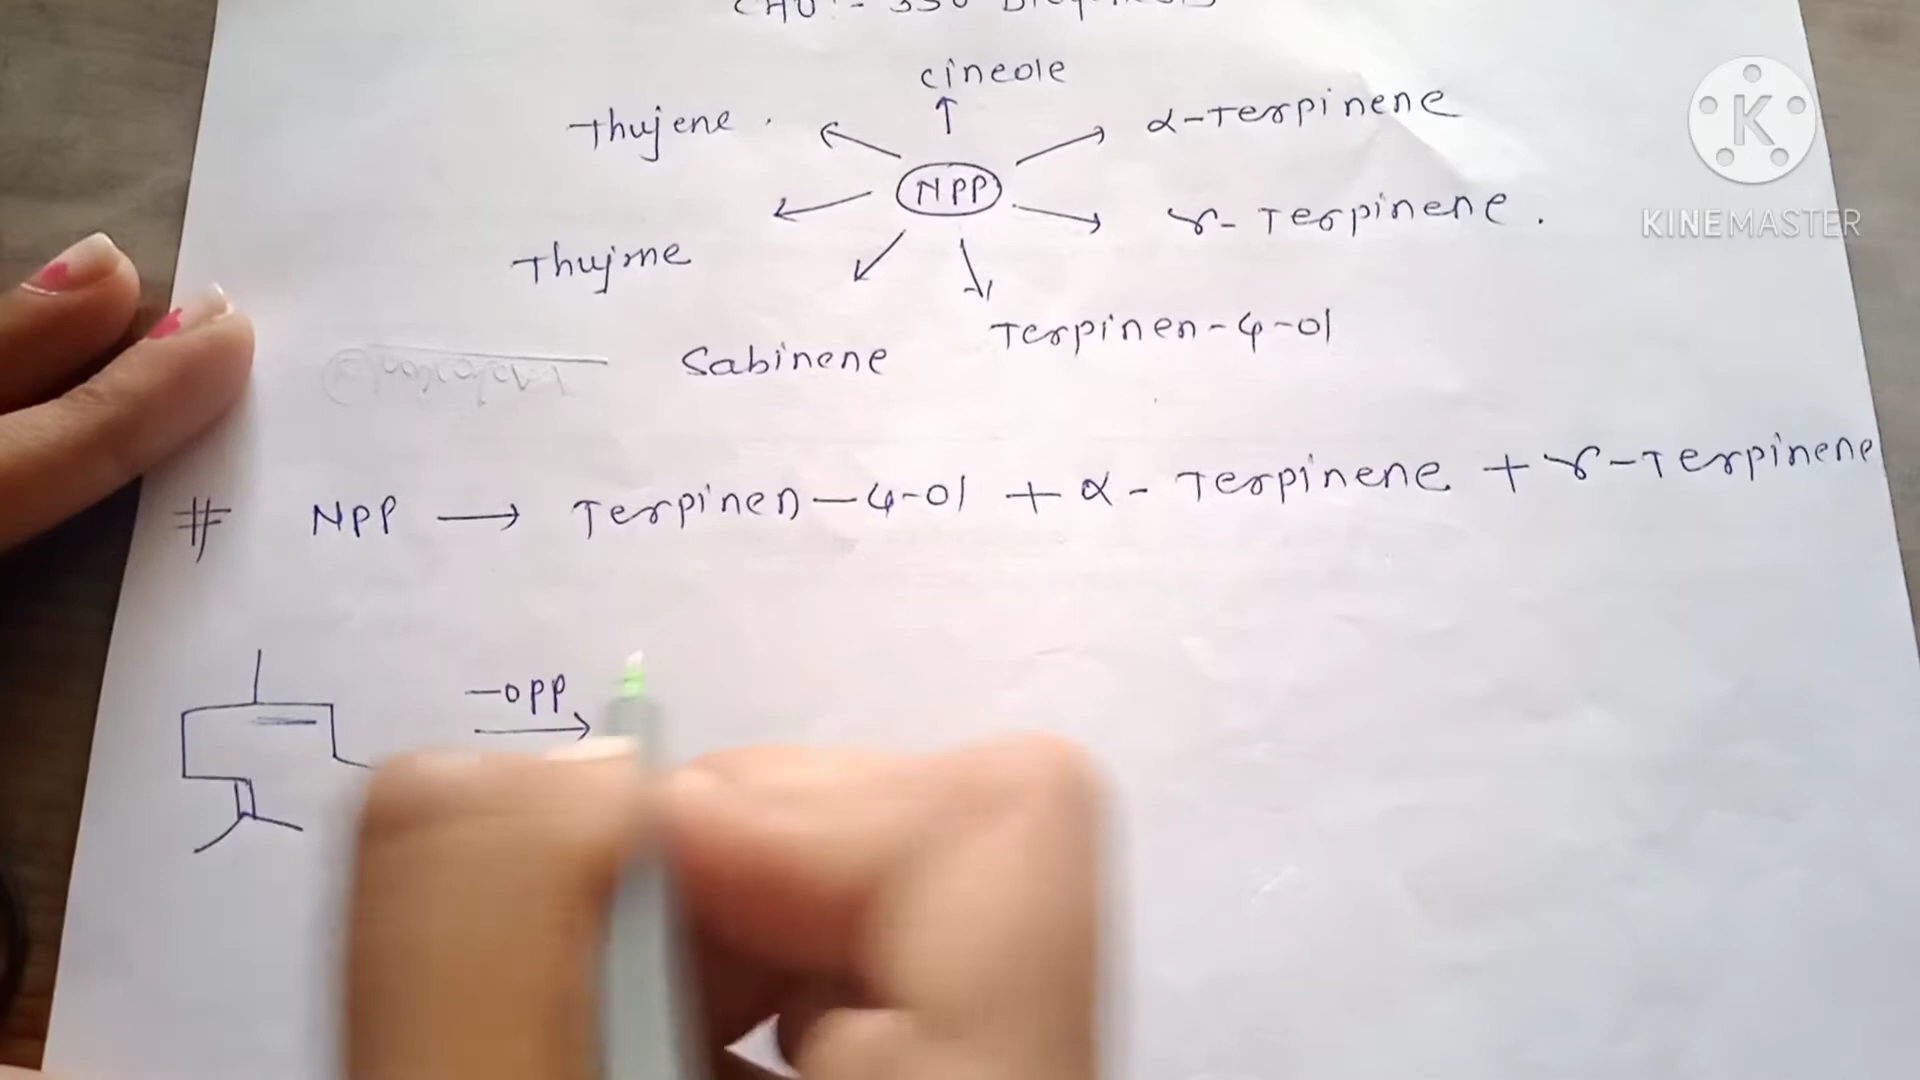 cineole
Thujene .
α-Terpinene
NPP
γ- Terpinene .
Thujone
Terpinen-4-ol
Sabinene
# NPP → Terpinen-4-ol + α- Terpinene + γ-Terpinene
-OPP
K
KINEMASTER